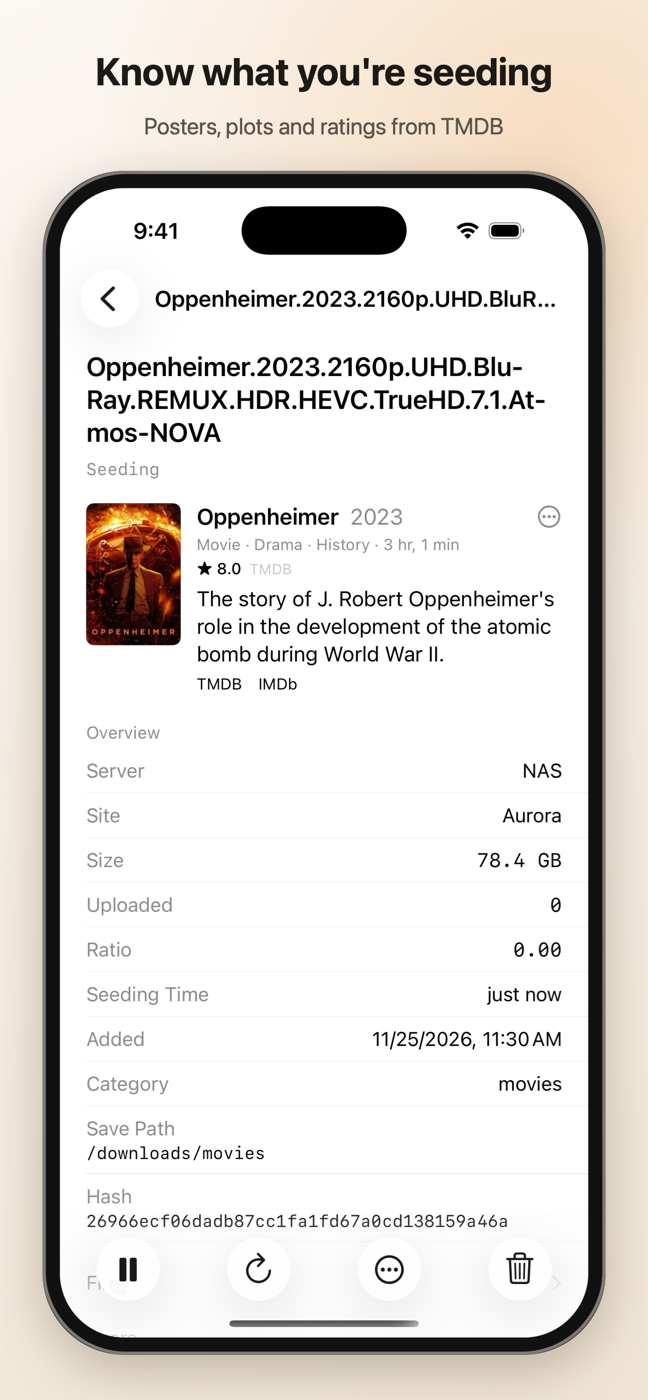 Know what you're seeding
Posters, plots and ratings from TMDB
9:41
Oppenheimer.2023.2160p.UHD.BluR...
Oppenheimer.2023.2160p.UHD.Blu-
Ray.REMUX.HDR.HEVC.TrueHD.7.1.At-
mos-NOVA
Seeding
OPPENHEIMER
Oppenheimer 2023
Movie · Drama · History · 3 hr, 1 min
★ 8.0 TMDB
The story of J. Robert Oppenheimer's
role in the development of the atomic
bomb during World War II.
TMDB IMDb
Overview
Server NAS
Site Aurora
Size 78.4 GB
Uploaded 0
Ratio 0.00
Seeding Time just now
Added 11/25/2026, 11:30 AM
Category movies
Save Path
/downloads/movies
Hash
26966ecf06dadb87cc1fa1fd67a0cd138159a46a